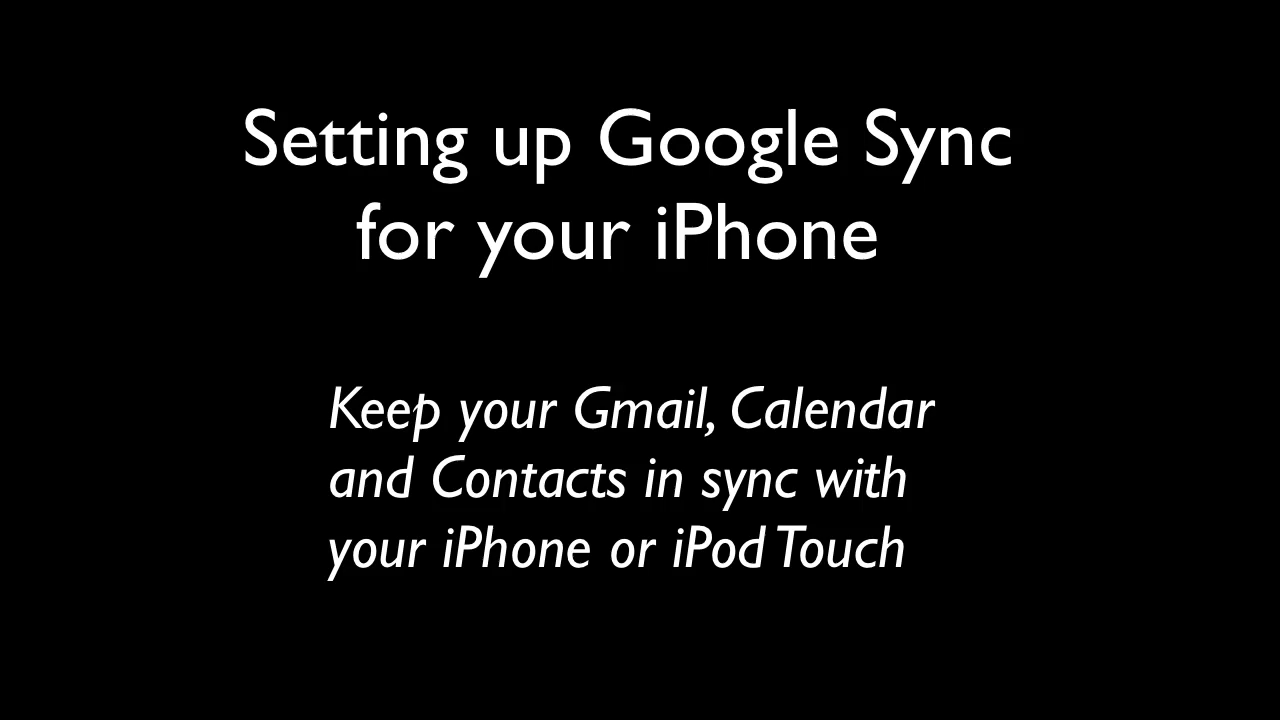 Setting up Google Sync
for your iPhone
Keep your Gmail, Calendar
and Contacts in sync with
your iPhone or iPod Touch